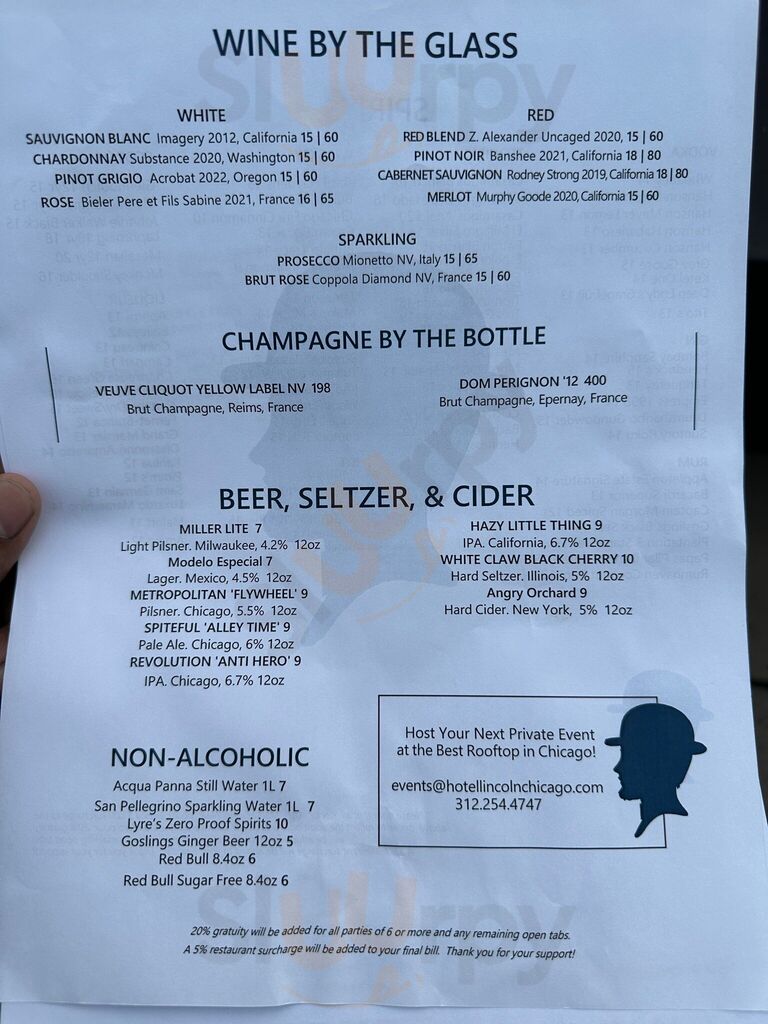 WINE BY THE GLASS
WHITE
SAUVIGNON BLANC Imagery 2012, California 15 | 60
CHARDONNAY Substance 2020, Washington 15 | 60
PINOT GRIGIO Acrobat 2022, Oregon 15 | 60
ROSE Bieler Pere et Fils Sabine 2021, France 16 | 65
RED
RED BLEND Z. Alexander Uncaged 2020, 15 | 60
PINOT NOIR Banshee 2021, California 18 | 80
CABERNET SAUVIGNON Rodney Strong 2019, California 18 | 80
MERLOT Murphy Goode 2020, California 15 | 60
SPARKLING
PROSECCO Mionetto NV, Italy 15 | 65
BRUT ROSE Coppola Diamond NV, France 15 | 60
CHAMPAGNE BY THE BOTTLE
VEUVE CLIQUOT YELLOW LABEL NV 198
Brut Champagne, Reims, France
DOM PERIGNON '12 400
Brut Champagne, Epernay, France
BEER, SELTZER, & CIDER
MILLER LITE 7
Light Pilsner. Milwaukee, 4.2% 12oz
Modelo Especial 7
Lager. Mexico, 4.5% 12oz
METROPOLITAN 'FLYWHEEL' 9
Pilsner. Chicago, 5.5% 12oz
SPITEFUL 'ALLEY TIME' 9
Pale Ale. Chicago, 6% 12oz
REVOLUTION 'ANTI HERO' 9
IPA. Chicago, 6.7% 12oz
HAZY LITTLE THING 9
IPA. California, 6.7% 12oz
WHITE CLAW BLACK CHERRY 10
Hard Seltzer. Illinois, 5% 12oz
Angry Orchard 9
Hard Cider. New York, 5% 12oz
NON-ALCOHOLIC
Acqua Panna Still Water 1L 7
San Pellegrino Sparkling Water 1L 7
Lyre's Zero Proof Spirits 10
Goslings Ginger Beer 12oz 5
Red Bull 8.4oz 6
Red Bull Sugar Free 8.4oz 6
Host Your Next Private Event
at the Best Rooftop in Chicago!
events@hotellincolnchicago.com
312.254.4747
20% gratuity will be added for all parties of 6 or more and any remaining open tabs.
A 5% restaurant surcharge will be added to your final bill. Thank you for your support!
Sluurpy
Sluurpy
Sluurpy